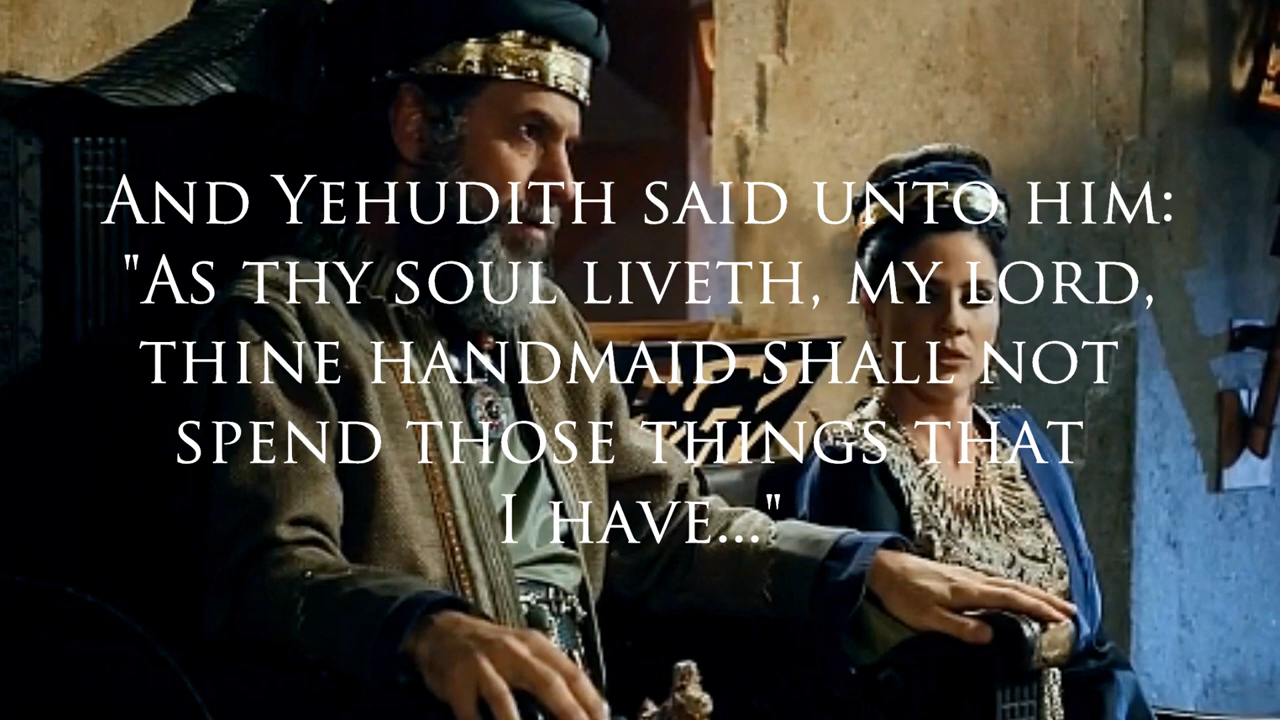 And Yehudith said unto him:
"As thy soul liveth, my lord,
thine handmaid shall not
spend those things that
I have..."